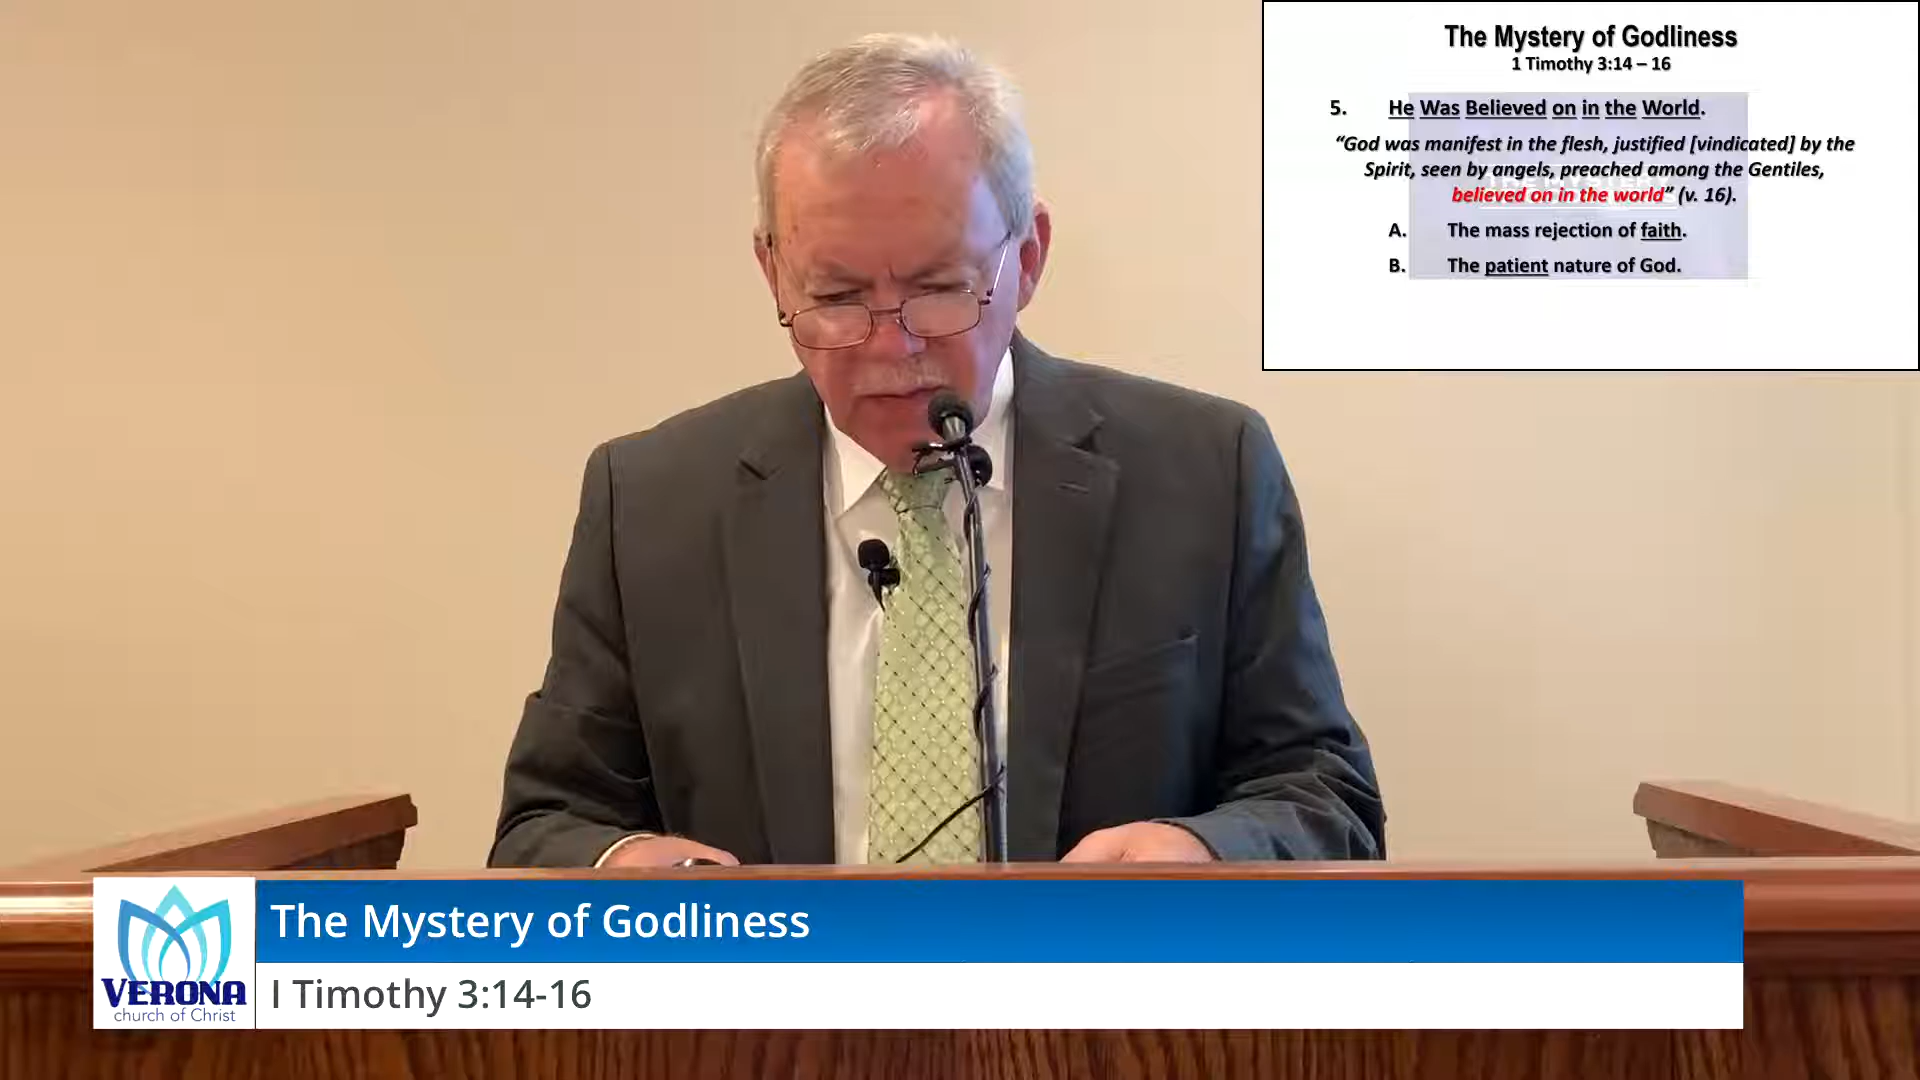 The Mystery of Godliness
1 Timothy 3:14 – 16
5. He Was Believed on in the World.
“God was manifest in the flesh, justified [vindicated] by the
Spirit, seen by angels, preached among the Gentiles,
believed on in the world” (v. 16).
A. The mass rejection of faith.
B. The patient nature of God.
The Mystery of Godliness
I Timothy 3:14-16
VERONA
church of Christ